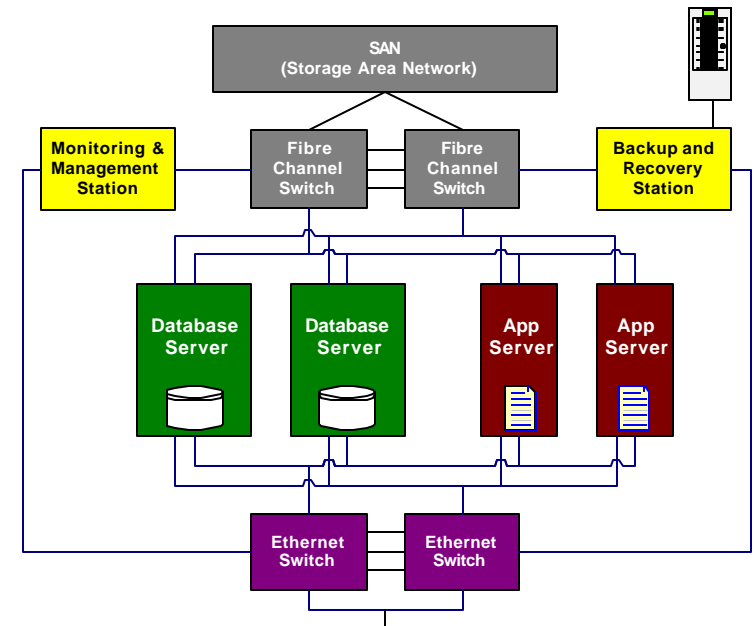 SAN
(Storage Area Network)
Monitoring &
Management
Station
Fibre
Channel
Switch
Fibre
Channel
Switch
Backup and
Recovery
Station
Database
Server
Database
Server
App
Server
App
Server
Ethernet
Switch
Ethernet
Switch